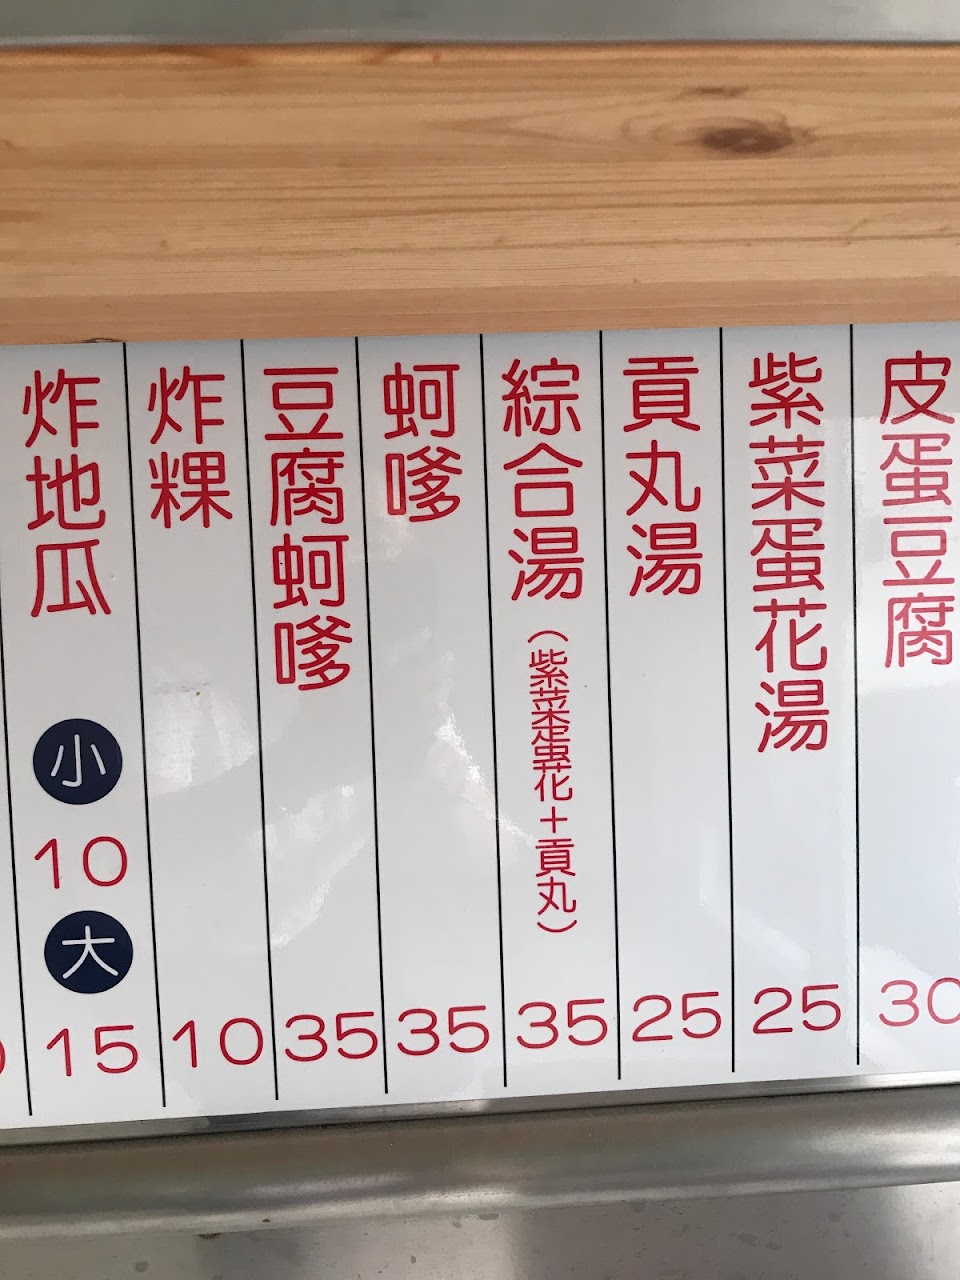 皮蛋豆腐
30
紫菜蛋花湯
25
貢丸湯
25
綜合湯
(紫菜蛋花+貢丸)
35
蚵嗲
35
豆腐蚵嗲
35
炸粿
10
炸地瓜
小
10
大
15